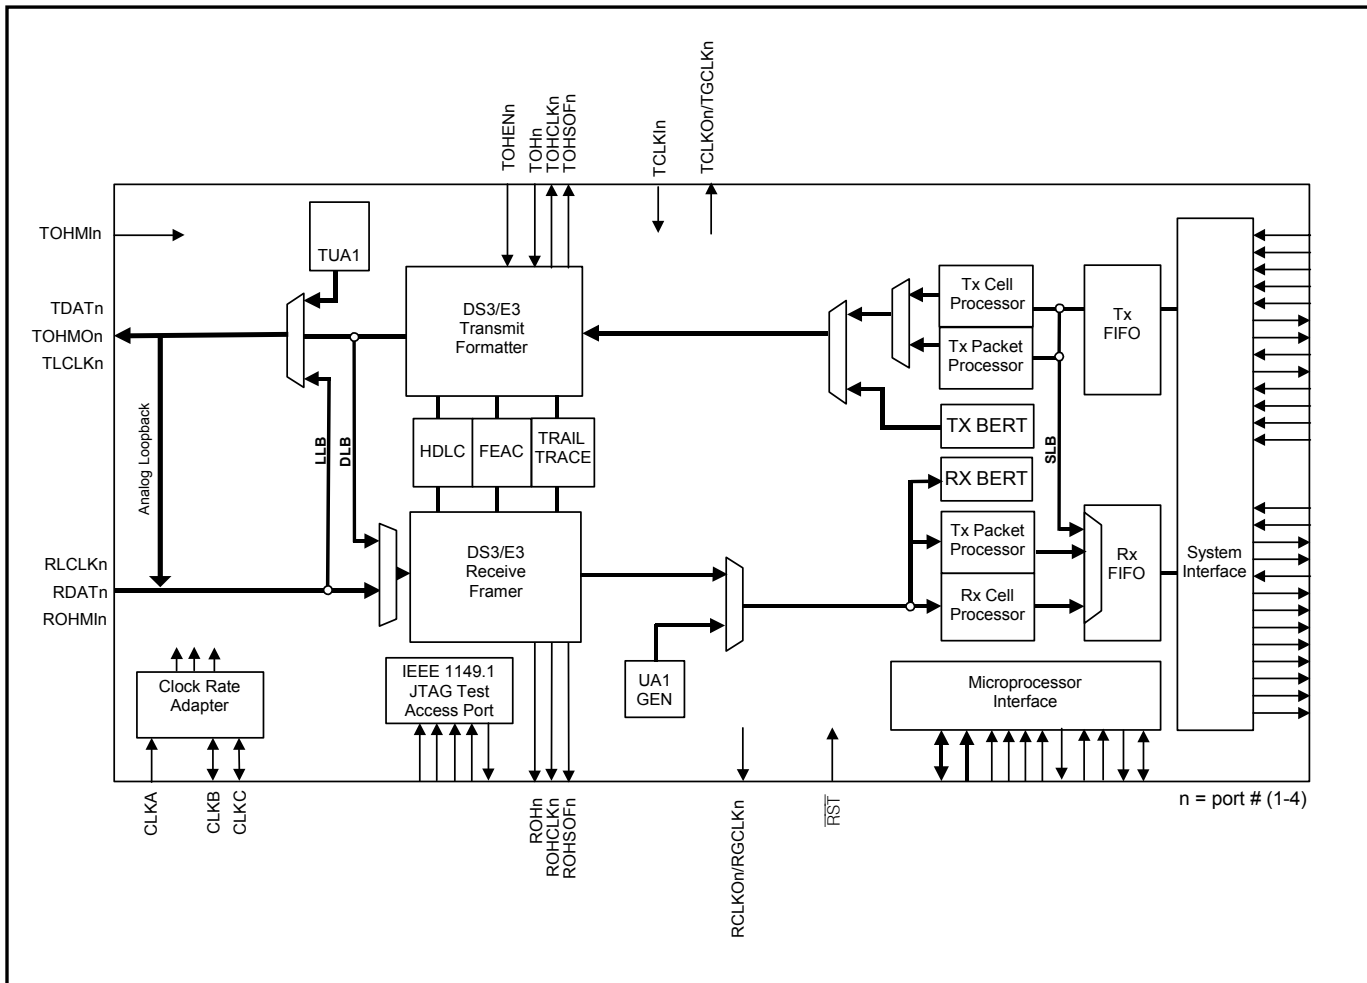 TOHENn
TOHn
TOHCLKn
TOHSOFn
TCLKIn
TCLKOn/TGCLKn
TOHMIn
TUA1
TDATn
TOHMOn
TLCLKn
DS3/E3
Transmit
Formatter
Tx Cell
Processor
Tx Packet
Processor
Tx
FIFO
TX BERT
RX BERT
HDLC
FEAC
TRAIL
TRACE
Analog Loopback
LLB
DLB
SLB
RLCLKn
RDATn
ROHMIn
DS3/E3
Receive
Framer
Tx Packet
Processor
Rx Cell
Processor
Rx
FIFO
System
Interface
Clock Rate
Adapter
IEEE 1149.1
JTAG Test
Access Port
UA1
GEN
Microprocessor
Interface
CLKA
CLKB
CLKC
ROHn
ROHCLKn
ROHSOFn
RCLKOn/RGCLKn
RST
n = port # (1-4)